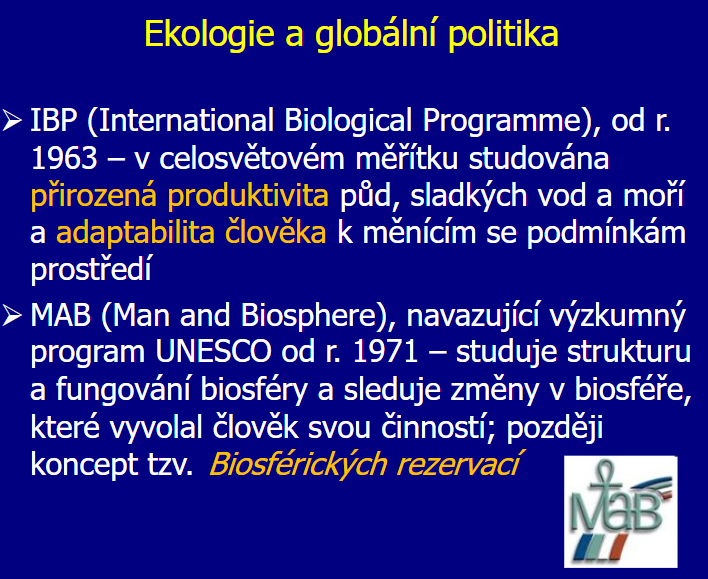 Ekologie a globální politika
➢ IBP (International Biological Programme), od r.
1963 – v celosvětovém měřítku studována
přirozená produktivita půd, sladkých vod a moří
a adaptabilita člověka k měnícím se podmínkám
prostředí
➢ MAB (Man and Biosphere), navazující výzkumný
program UNESCO od r. 1971 – studuje strukturu
a fungování biosféry a sleduje změny v biosféře,
které vyvolal člověk svou činností; později
koncept tzv. Biosférických rezervací
MaB